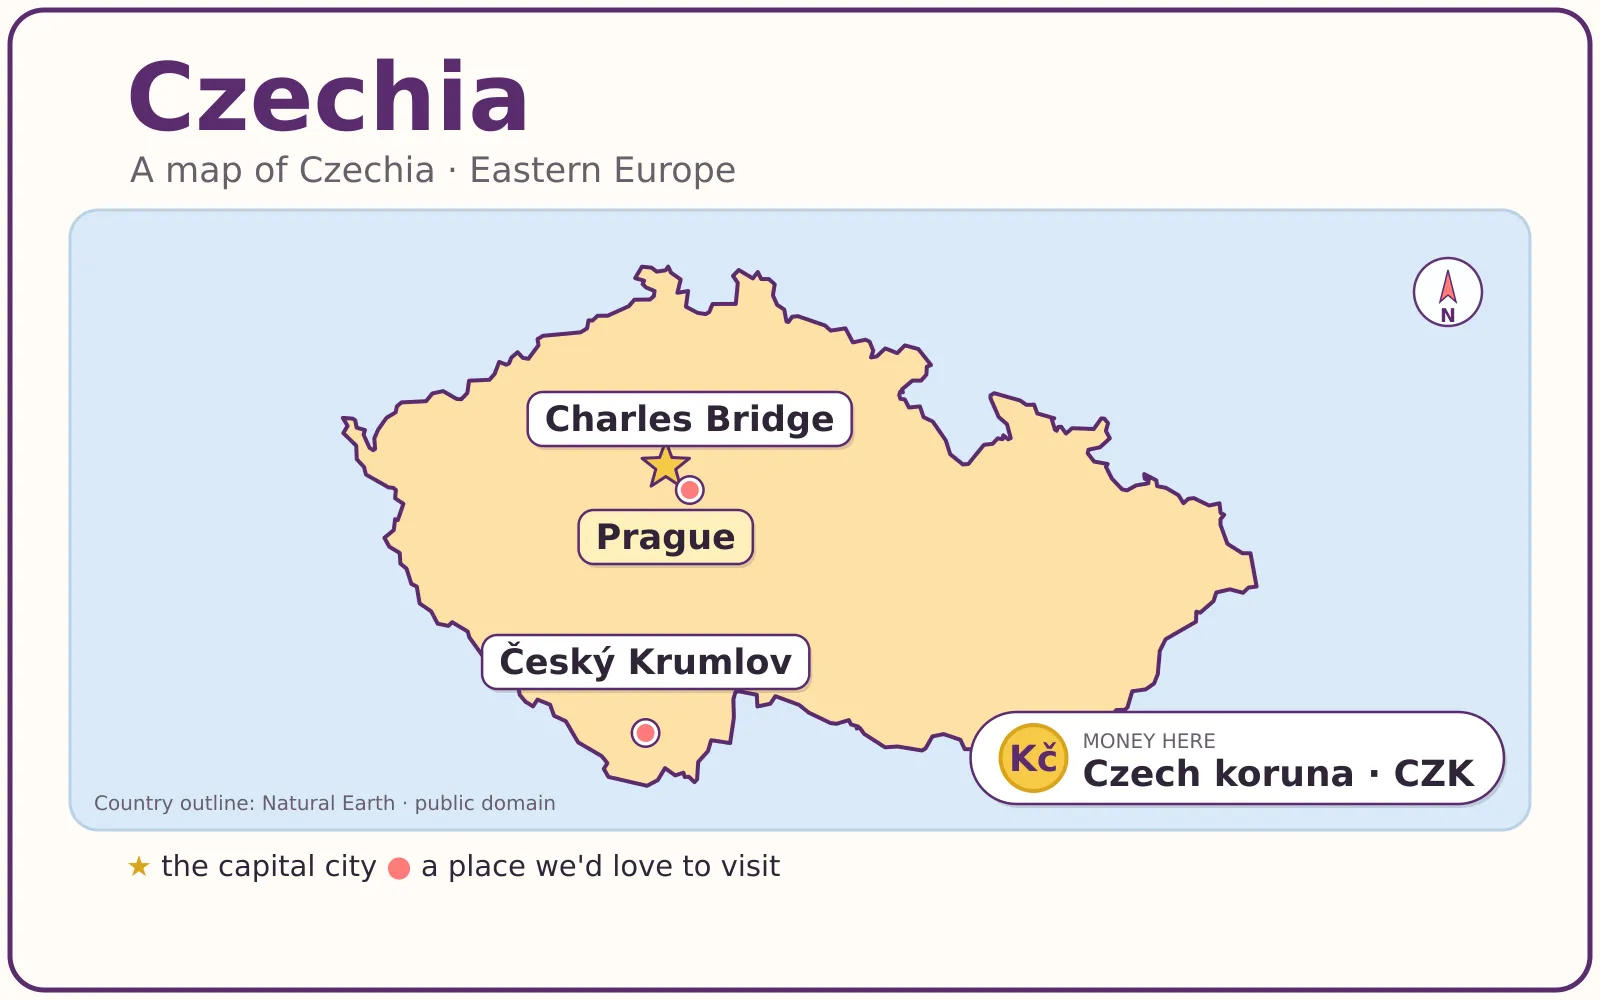 Czechia
A map of Czechia · Eastern Europe
N
Charles Bridge
Prague
Český Krumlov
Kč
MONEY HERE
Czech koruna · CZK
Country outline: Natural Earth · public domain
★ the capital city ● a place we'd love to visit